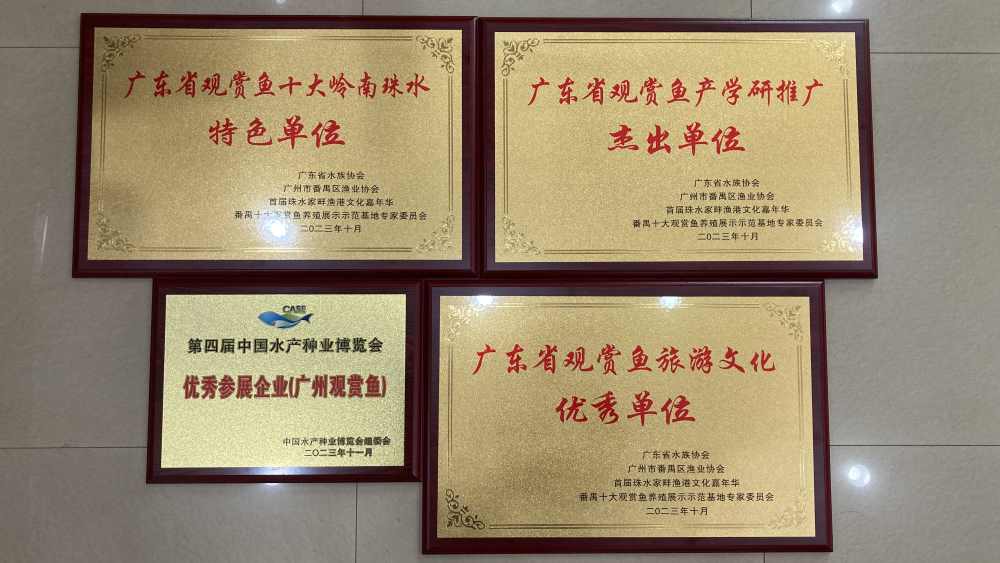 广东省观赏鱼十大岭南珠水
特色单位
广东省水族协会
广州市番禺区渔业协会
首届珠水家畔渔港文化嘉年华
番禺十大观赏鱼养殖展示示范基地专家委员会
二〇二三年十月
广东省观赏鱼产学研推广
杰出单位
广东省水族协会
广州市番禺区渔业协会
首届珠水家畔渔港文化嘉年华
番禺十大观赏鱼养殖展示示范基地专家委员会
二〇二三年十月
CASE
第四届中国水产种业博览会
优秀参展企业(广州观赏鱼)
中国水产种业博览会组委会
二〇二三年十一月
广东省观赏鱼旅游文化
优秀单位
广东省水族协会
广州市番禺区渔业协会
首届珠水家畔渔港文化嘉年华
番禺十大观赏鱼养殖展示示范基地专家委员会
二〇二三年十月